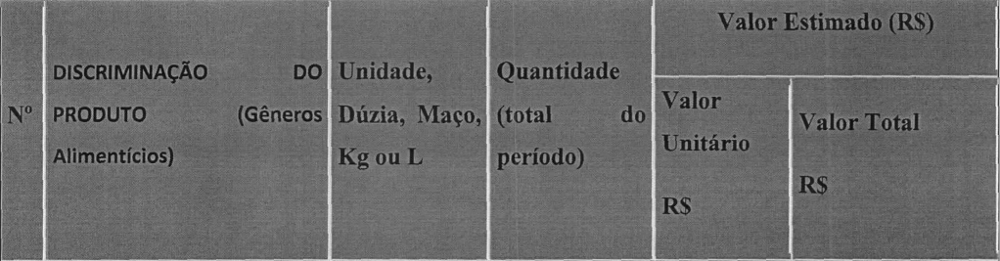 Nº
DISCRIMINAÇÃO DO
PRODUTO (Gêneros
Alimentícios)
Unidade,
Dúzia, Maço,
Kg ou L
Quantidade
(total do
período)
Valor Estimado (R$)
Valor
Unitário
R$
Valor Total
R$